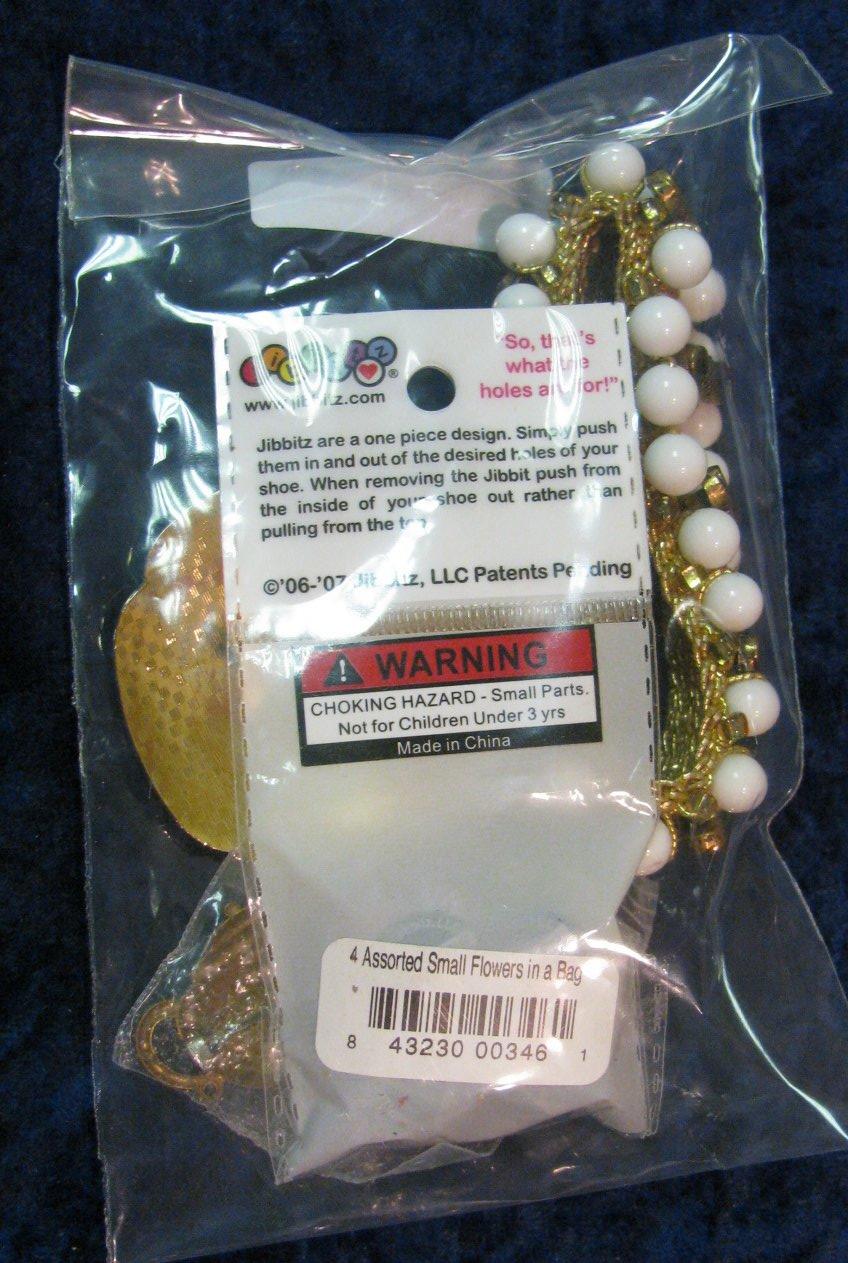 www.jibbitz.com
"So, that's
what the
holes are for!"
Jibbitz are a one piece design. Simply push
them in and out of the desired holes of your
shoe. When removing the Jibbit push from
the inside of your shoe out rather than
pulling from the top.
©'06-'07 Jibbitz, LLC Patents Pending
WARNING
CHOKING HAZARD - Small Parts.
Not for Children Under 3 yrs
Made in China
4 Assorted Small Flowers in a Bag
8 43230 00346 1